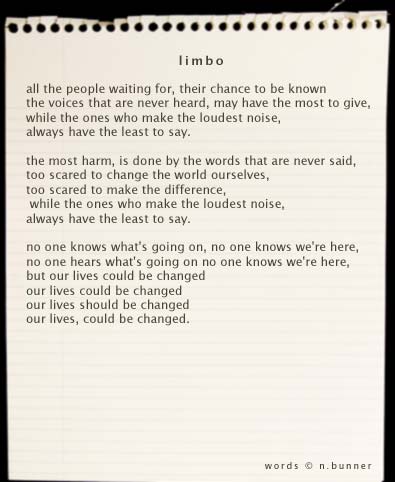 limbo
all the people waiting for, their chance to be known
the voices that are never heard, may have the most to give,
while the ones who make the loudest noise,
always have the least to say.
the most harm, is done by the words that are never said,
too scared to change the world ourselves,
too scared to make the difference,
while the ones who make the loudest noise,
always have the least to say.
no one knows what's going on, no one knows we're here,
no one hears what's going on no one knows we're here,
but our lives could be changed
our lives could be changed
our lives should be changed
our lives, could be changed.
words © n.bunner